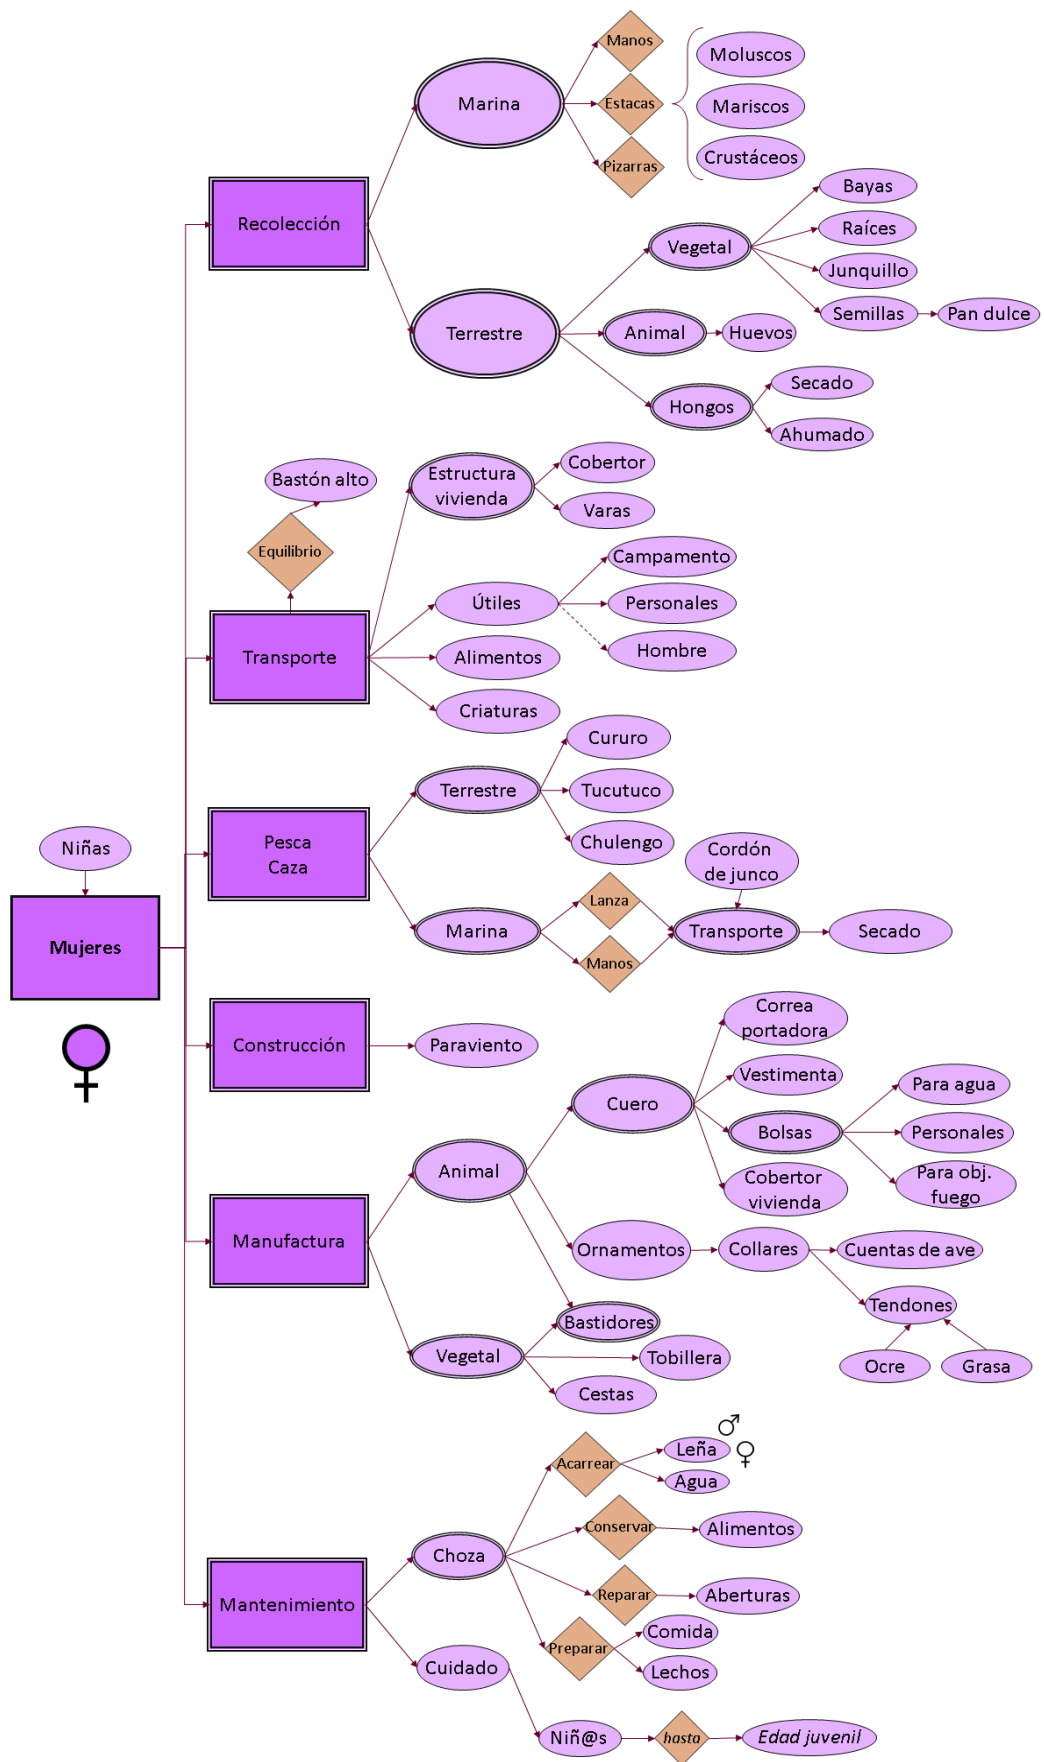 Manos
Moluscos
Marina
Estacas
Mariscos
Pizarras
Crustáceos
Recolección
Bayas
Vegetal
Raíces
Junquillo
Semillas
Pan dulce
Terrestre
Animal
Huevos
Hongos
Secado
Ahumado
Bastón alto
Equilibrio
Transporte
Estructura
vivienda
Cobertor
Varas
Útiles
Campamento
Personales
Hombre
Alimentos
Criaturas
Niñas
Mujeres
Pesca
Caza
Terrestre
Cururo
Tucutuco
Chulengo
Marina
Lanza
Manos
Cordón
de junco
Transporte
Secado
Construcción
Paraviento
Manufactura
Animal
Cuero
Correa
portadora
Vestimenta
Bolsas
Para agua
Personales
Para obj.
fuego
Cobertor
vivienda
Ornamentos
Collares
Cuentas de ave
Tendones
Ocre
Grasa
Bastidores
Vegetal
Tobillera
Cestas
Mantenimiento
Choza
Acarrear
Leña
Agua
Conservar
Alimentos
Reparar
Aberturas
Preparar
Comida
Lechos
Cuidado
Niñ@s
hasta
Edad juvenil